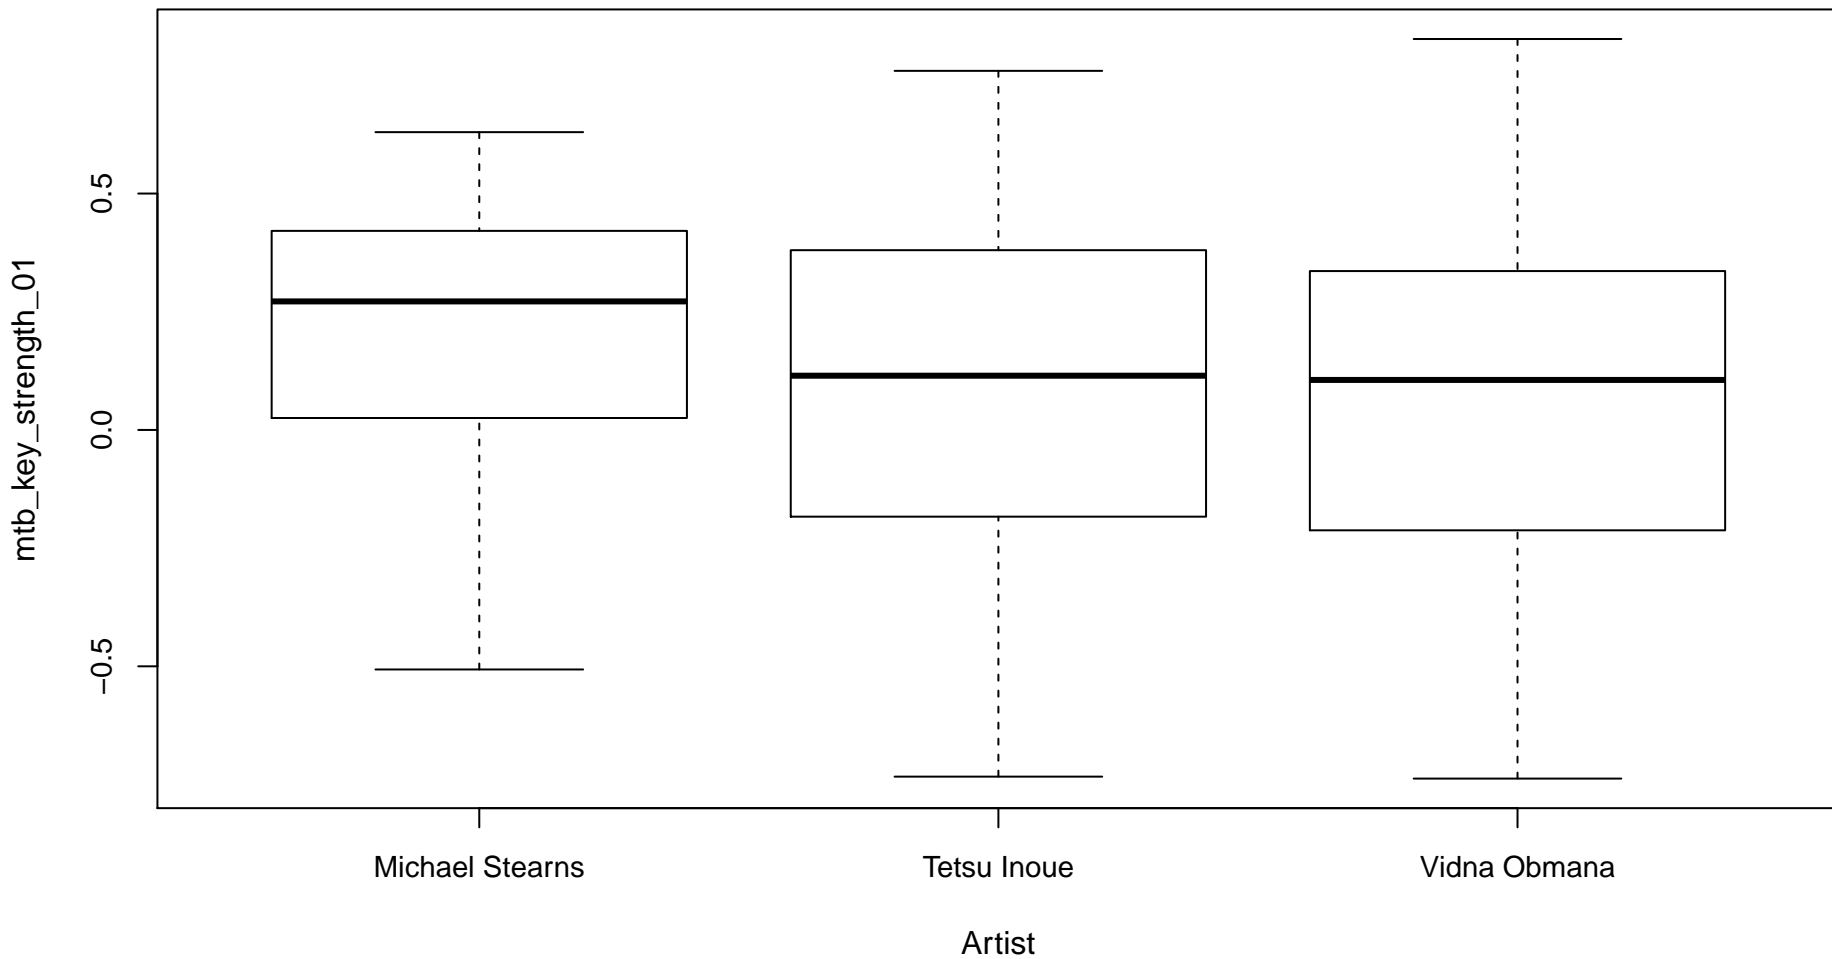 mtb_key_strength_01
0.5
0.0
−0.5
Michael Stearns
Tetsu Inoue
Vidna Obmana
Artist